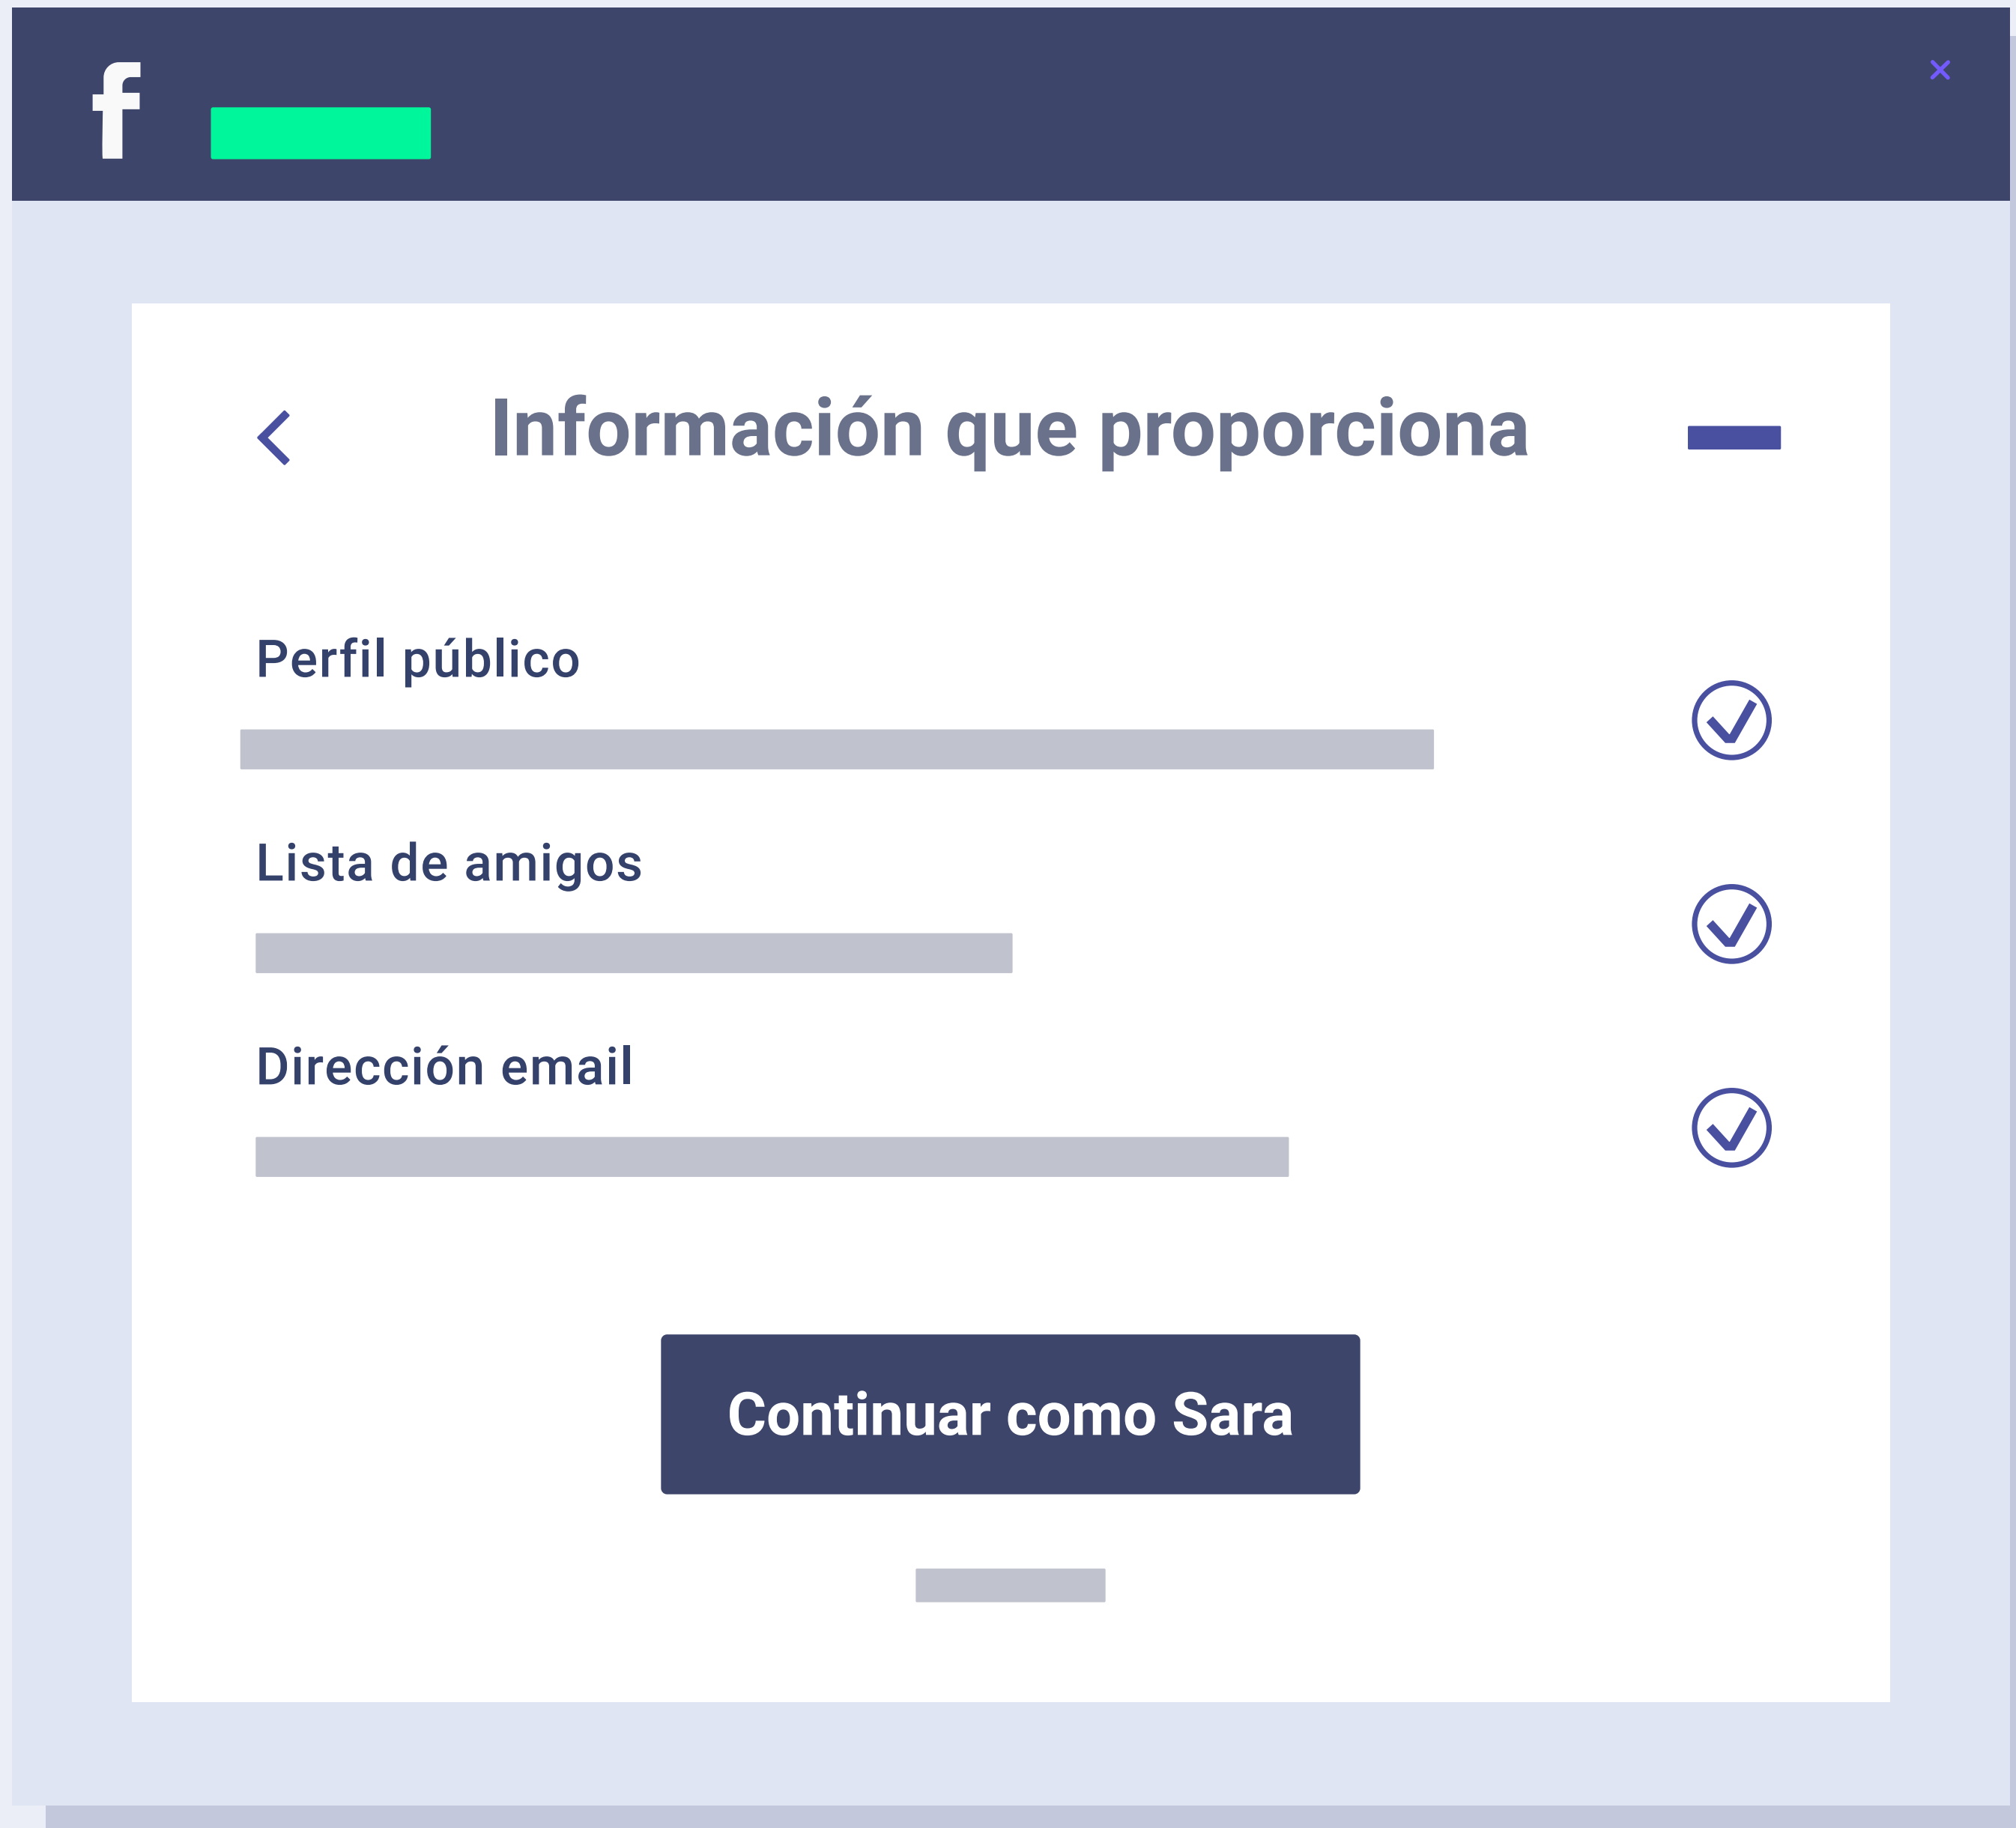 Información que proporciona
Perfil público
Lista de amigos
Dirección email
Continuar como Sara